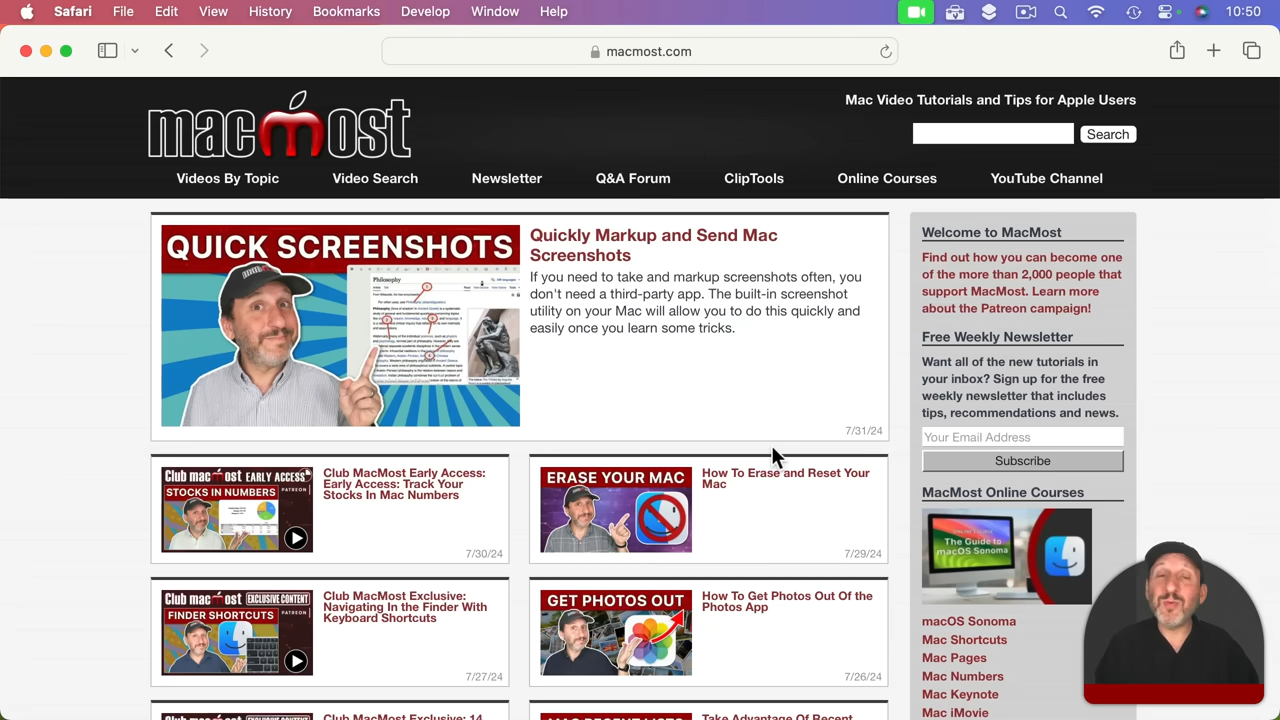 Safari File Edit View History Bookmarks Develop Window Help 10:50
macmost.com
macmost
Mac Video Tutorials and Tips for Apple Users
Search
Videos By Topic Video Search Newsletter Q&A Forum ClipTools Online Courses YouTube Channel
QUICK SCREENSHOTS
Philosophy
Quickly Markup and Send Mac
Screenshots
If you need to take and markup screenshots often, you
don't need a third-party app. The built-in screenshot
utility on your Mac will allow you to do this quickly and
easily once you learn some tricks.
7/31/24
Club macmost EARLY ACCESS
PATREON
STOCKS IN NUMBERS
Club MacMost Early Access:
Early Access: Track Your
Stocks In Mac Numbers
7/30/24
ERASE YOUR MAC
How To Erase and Reset Your
Mac
7/29/24
Club macmost EXCLUSIVE CONTENT
PATREON
FINDER SHORTCUTS
Club MacMost Exclusive:
Navigating In the Finder With
Keyboard Shortcuts
7/27/24
GET PHOTOS OUT
How To Get Photos Out Of the
Photos App
7/26/24
Club MacMost Exclusive: 14
MAC RECENT LISTS
Take Advantage Of Recent
Welcome to MacMost
Find out how you can become one
of the more than 2,000 people that
support MacMost. Learn more
about the Patreon campaign!
Free Weekly Newsletter
Want all of the new tutorials in
your inbox? Sign up for the free
weekly newsletter that includes
tips, recommendations and news.
Your Email Address
Subscribe
MacMost Online Courses
ONLINE COURSE
The Guide to
macOS Sonoma
macOS Sonoma
Mac Shortcuts
Mac Pages
Mac Numbers
Mac Keynote
Mac iMovie